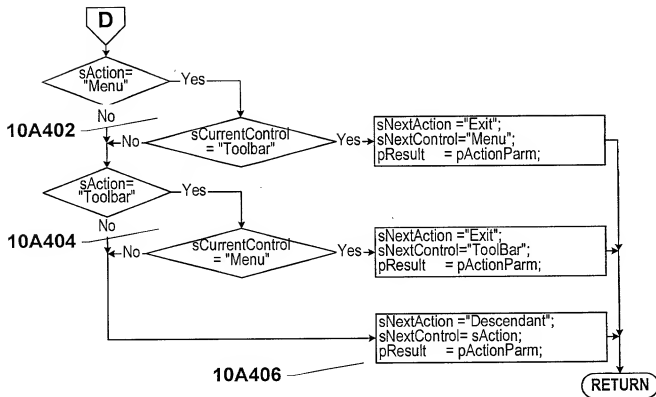 D
sAction=
"Menu"
Yes
No
10A402
No
sCurrentControl
= "Toolbar"
Yes
sNextAction ="Exit";
sNextControl="Menu";
pResult = pActionParm;
sAction=
"Toolbar"
Yes
No
10A404
No
sCurrentControl
= "Menu"
Yes
sNextAction ="Exit";
sNextControl="ToolBar";
pResult = pActionParm;
sNextAction ="Descendant";
sNextControl= sAction;
pResult = pActionParm;
10A406
RETURN